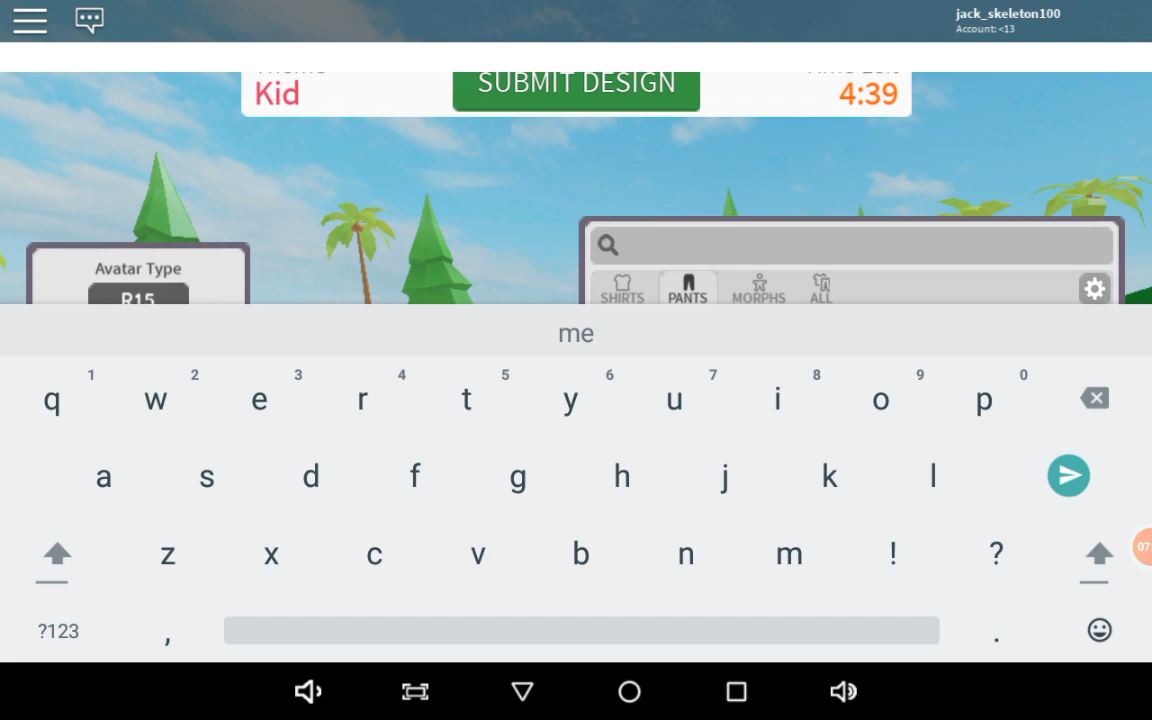 jack_skeleton100
Account: <13
SUBMIT DESIGN
Kid
4:39
Avatar Type
R15
SHIRTS PANTS MORPHS ALL
me
1 2 3 4 5 6 7 8 9 0
q w e r t y u i o p
a s d f g h j k l
z x c v b n m ! ?
?123 , .